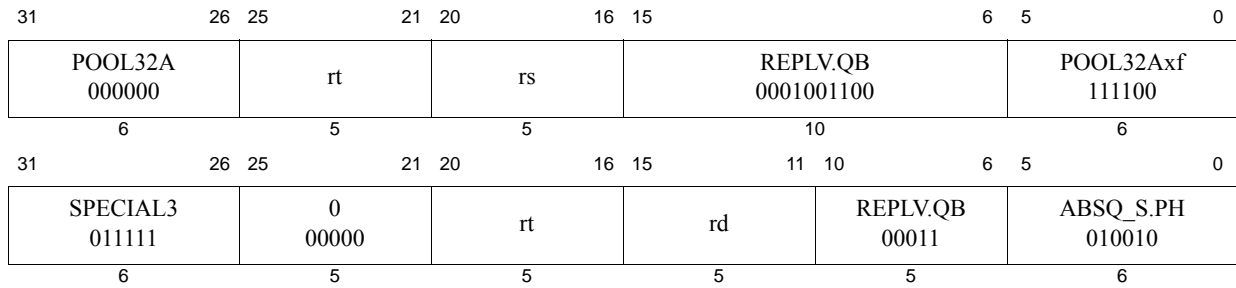 31 26 25 21 20 16 15 6 5 0
POOL32A rt rs REPLV.QB POOL32Axf
000000 0001001100 111100
6 5 5 10 6
31 26 25 21 20 16 15 11 10 6 5 0
SPECIAL3 0 rt rd REPLV.QB ABSQ_S.PH
011111 00000 00011 010010
6 5 5 5 5 6